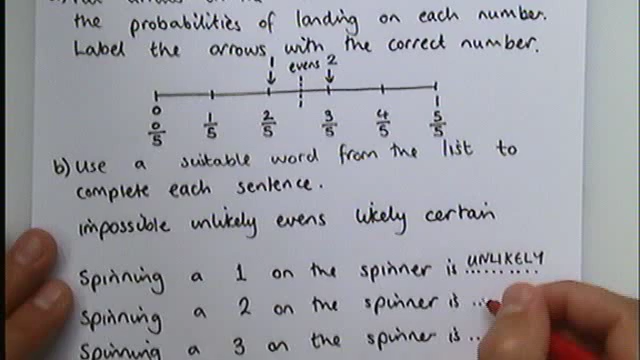 the probabilities of landing on each number.
Label the arrows with the correct number.
1 evens 2
0 1
0/5 1/5 2/5 3/5 4/5 5/5
b) Use a suitable word from the list to
complete each sentence.
impossible unlikely evens likely certain
Spinning a 1 on the spinner is UNLIKELY
Spinning a 2 on the spinner is ...
Spinning a 3 on the spinner is ...